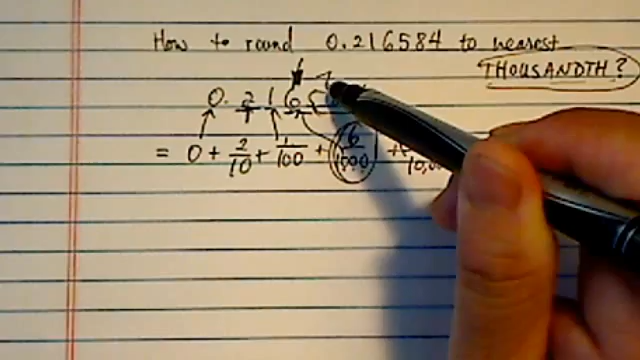 How to round 0.216584 to nearest
THOUSANDTH?
0. 2 1 6 5
= 0 + 2/10 + 1/100 + 6/1000 +